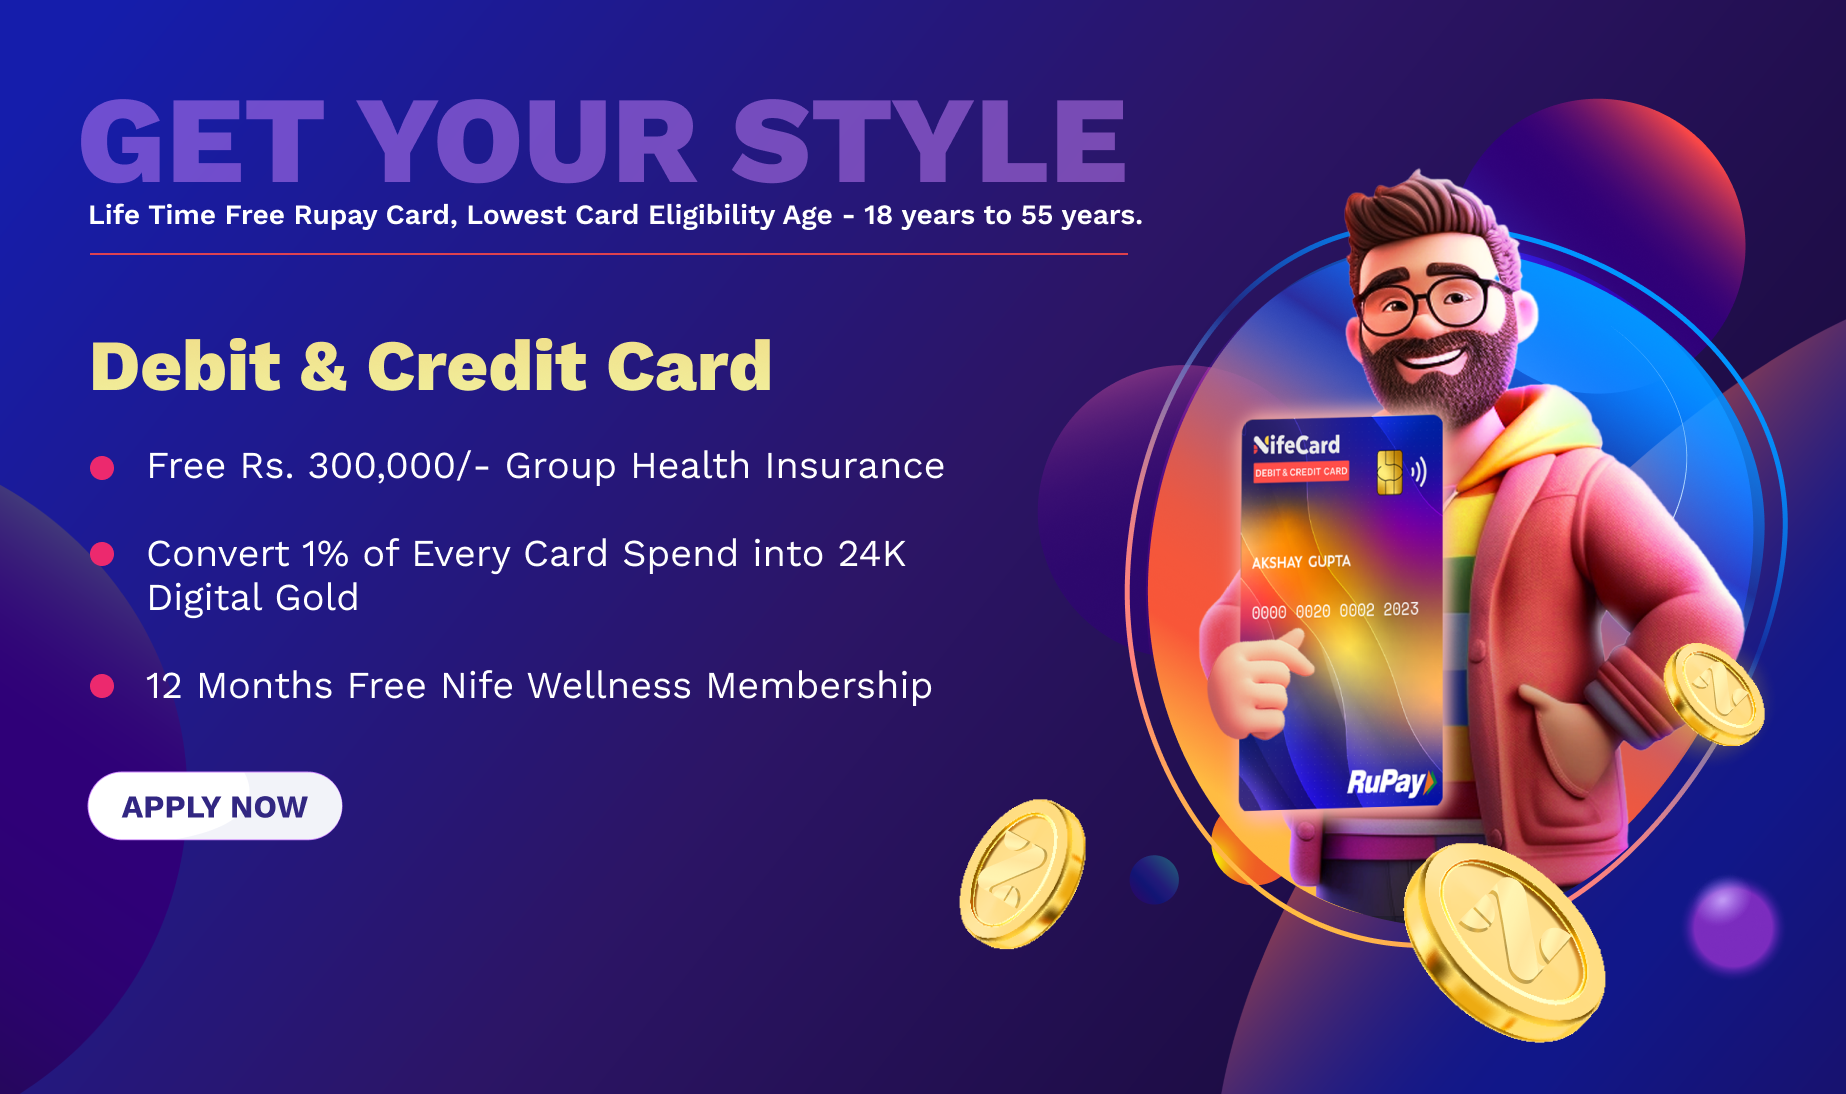 GET YOUR STYLE
Life Time Free Rupay Card, Lowest Card Eligibility Age - 18 years to 55 years.
Debit & Credit Card
Free Rs. 300,000/- Group Health Insurance
Convert 1% of Every Card Spend into 24K
Digital Gold
12 Months Free Nife Wellness Membership
APPLY NOW
NifeCard
DEBIT & CREDIT CARD
AKSHAY GUPTA
0000 0020 0002 2023
RuPay